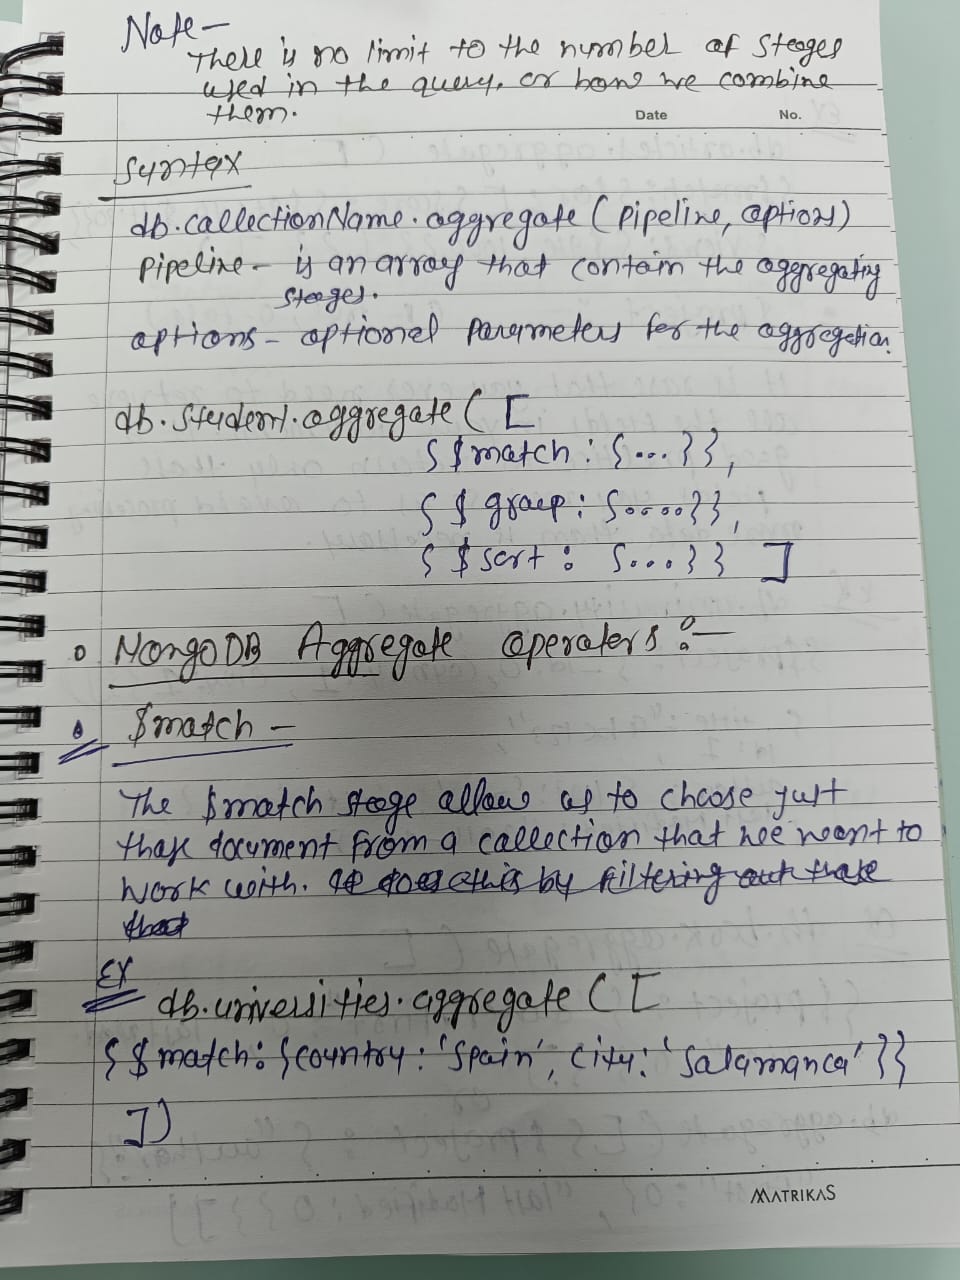 Note-
There is no limit to the number of steages
used in the query, or how we combine
them.
Date No.
Syntax
db.collectionName.aggregate (pipeline, options)
Pipeline - is an array that contain the aggregating
steages.
options - optional parameters for the aggregation.
db.student.aggregate ( [
{ $match : {...}},
{ $ group : {.....}},
{ $ sort : {....} } ]
MongoDB Aggregate operators :-
$match -
The $match steage allows us to choose just
those document from a collection that we want to
work with. It does this by filtering out those
that
EX
db.universities.aggregate ( [
{ $match : {country : 'Spain', city : 'Salamanca' }}
])
MATRIKAS